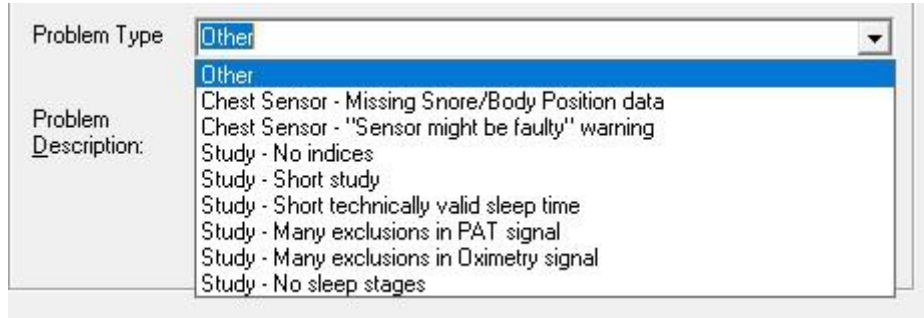 Problem Type Other
Other
Chest Sensor - Missing Snore/Body Position data
Chest Sensor - "Sensor might be faulty" warning
Problem
Description:
Study - No indices
Study - Short study
Study - Short technically valid sleep time
Study - Many exclusions in PAT signal
Study - Many exclusions in Oximetry signal
Study - No sleep stages